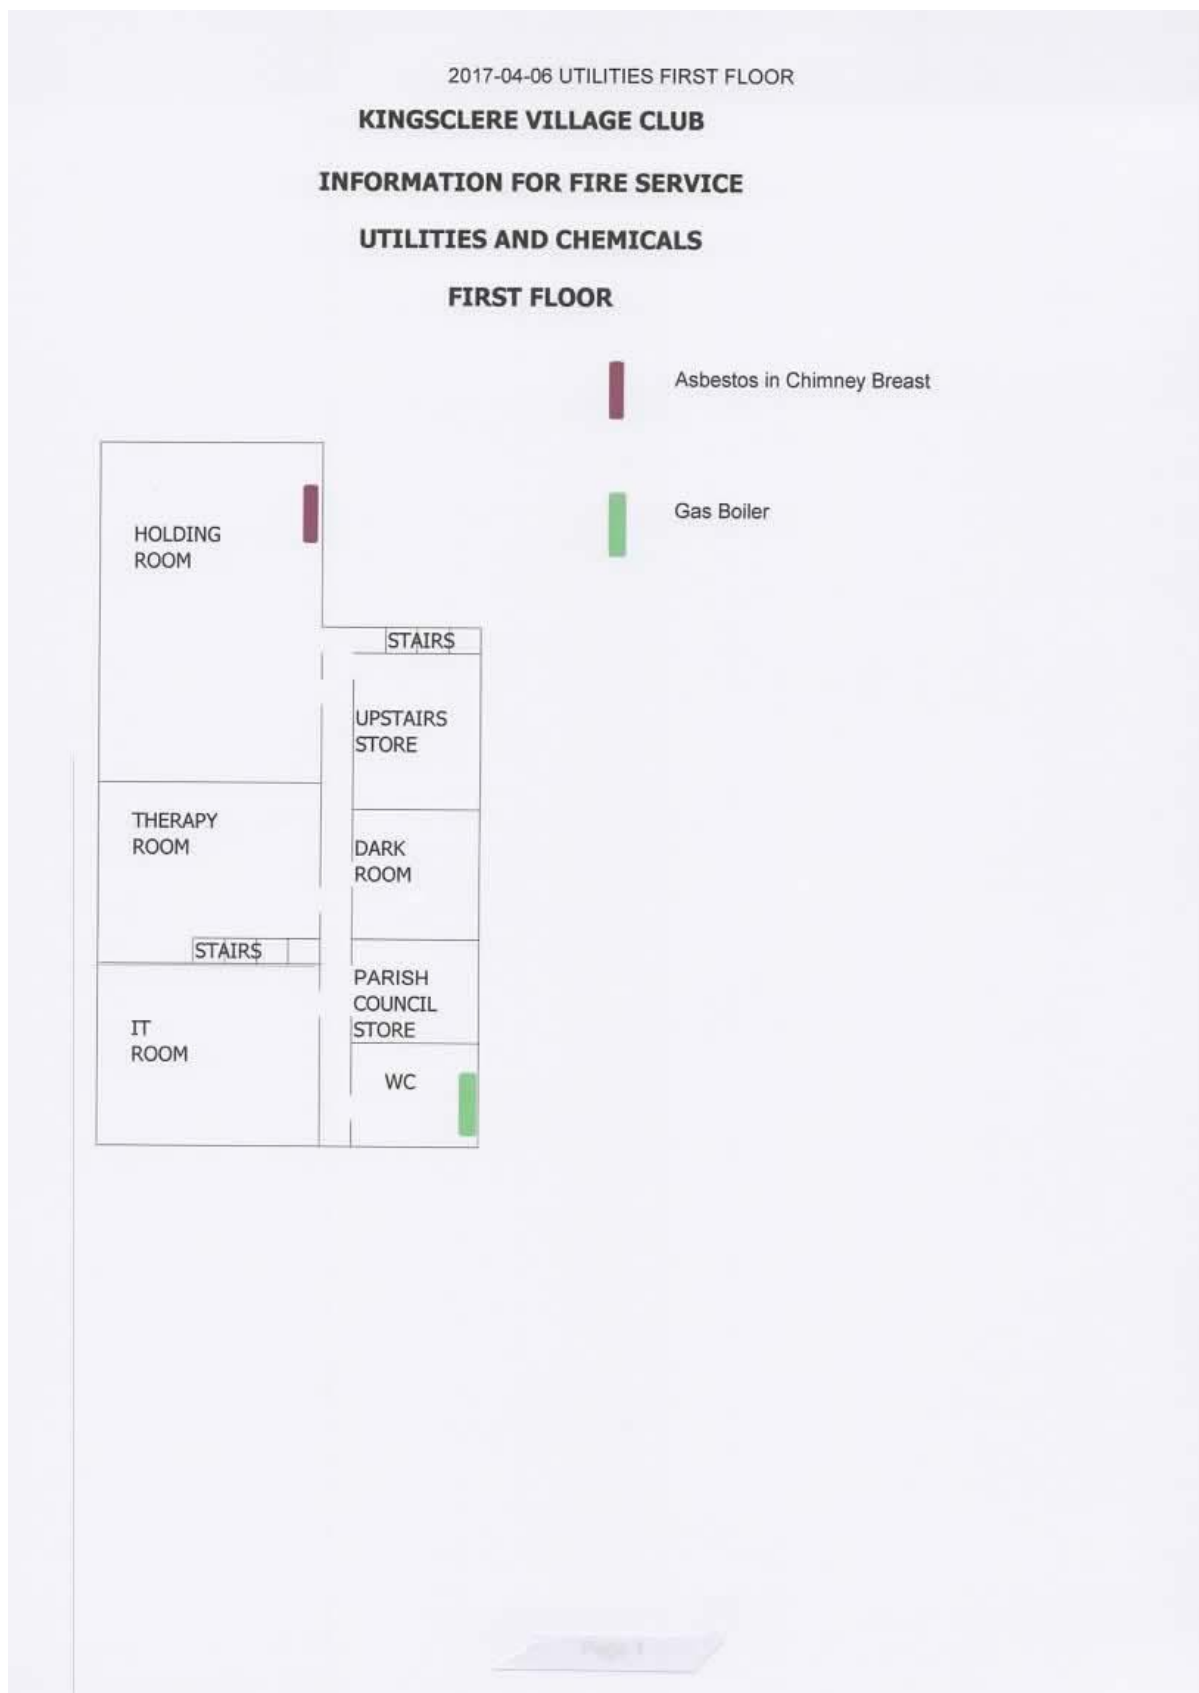 2017-04-06 UTILITIES FIRST FLOOR
KINGSCLERE VILLAGE CLUB
INFORMATION FOR FIRE SERVICE
UTILITIES AND CHEMICALS
FIRST FLOOR
Asbestos in Chimney Breast
Gas Boiler
HOLDING
ROOM
STAIRS
UPSTAIRS
STORE
THERAPY
ROOM
DARK
ROOM
STAIRS
PARISH
COUNCIL
STORE
IT
ROOM
WC
Page 1